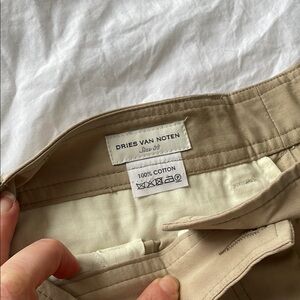 DRIES VAN NOTEN
100% COTTON